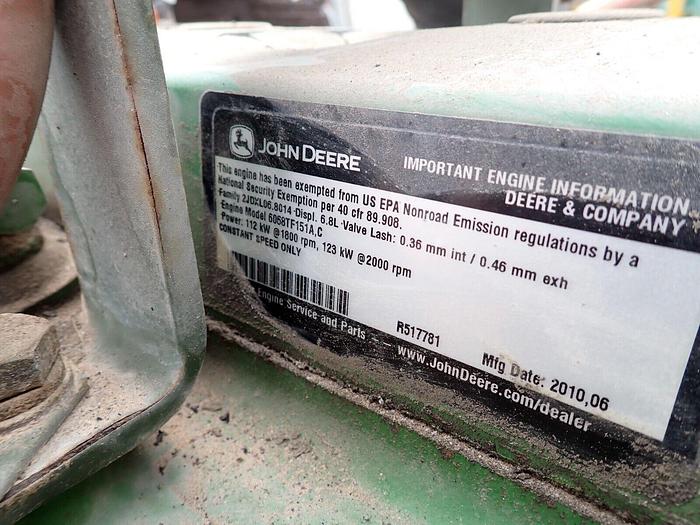 JOHN DEERE
IMPORTANT ENGINE INFORMATION
DEERE & COMPANY
This engine has been exempted from US EPA Nonroad Emission regulations by a
National Security Exemption per 40 cfr 89.908.
Family 2JDXL06.8014 Displ. 6.8L Valve Lash: 0.36 mm int / 0.46 mm exh
Engine Model 6058TF151A,C
Power: 112 kW @1800 rpm, 123 kW @2000 rpm
CONSTANT SPEED ONLY
R517781
Mfg Date: 2010,06
Engine Service and Parts — www.JohnDeere.com/dealer